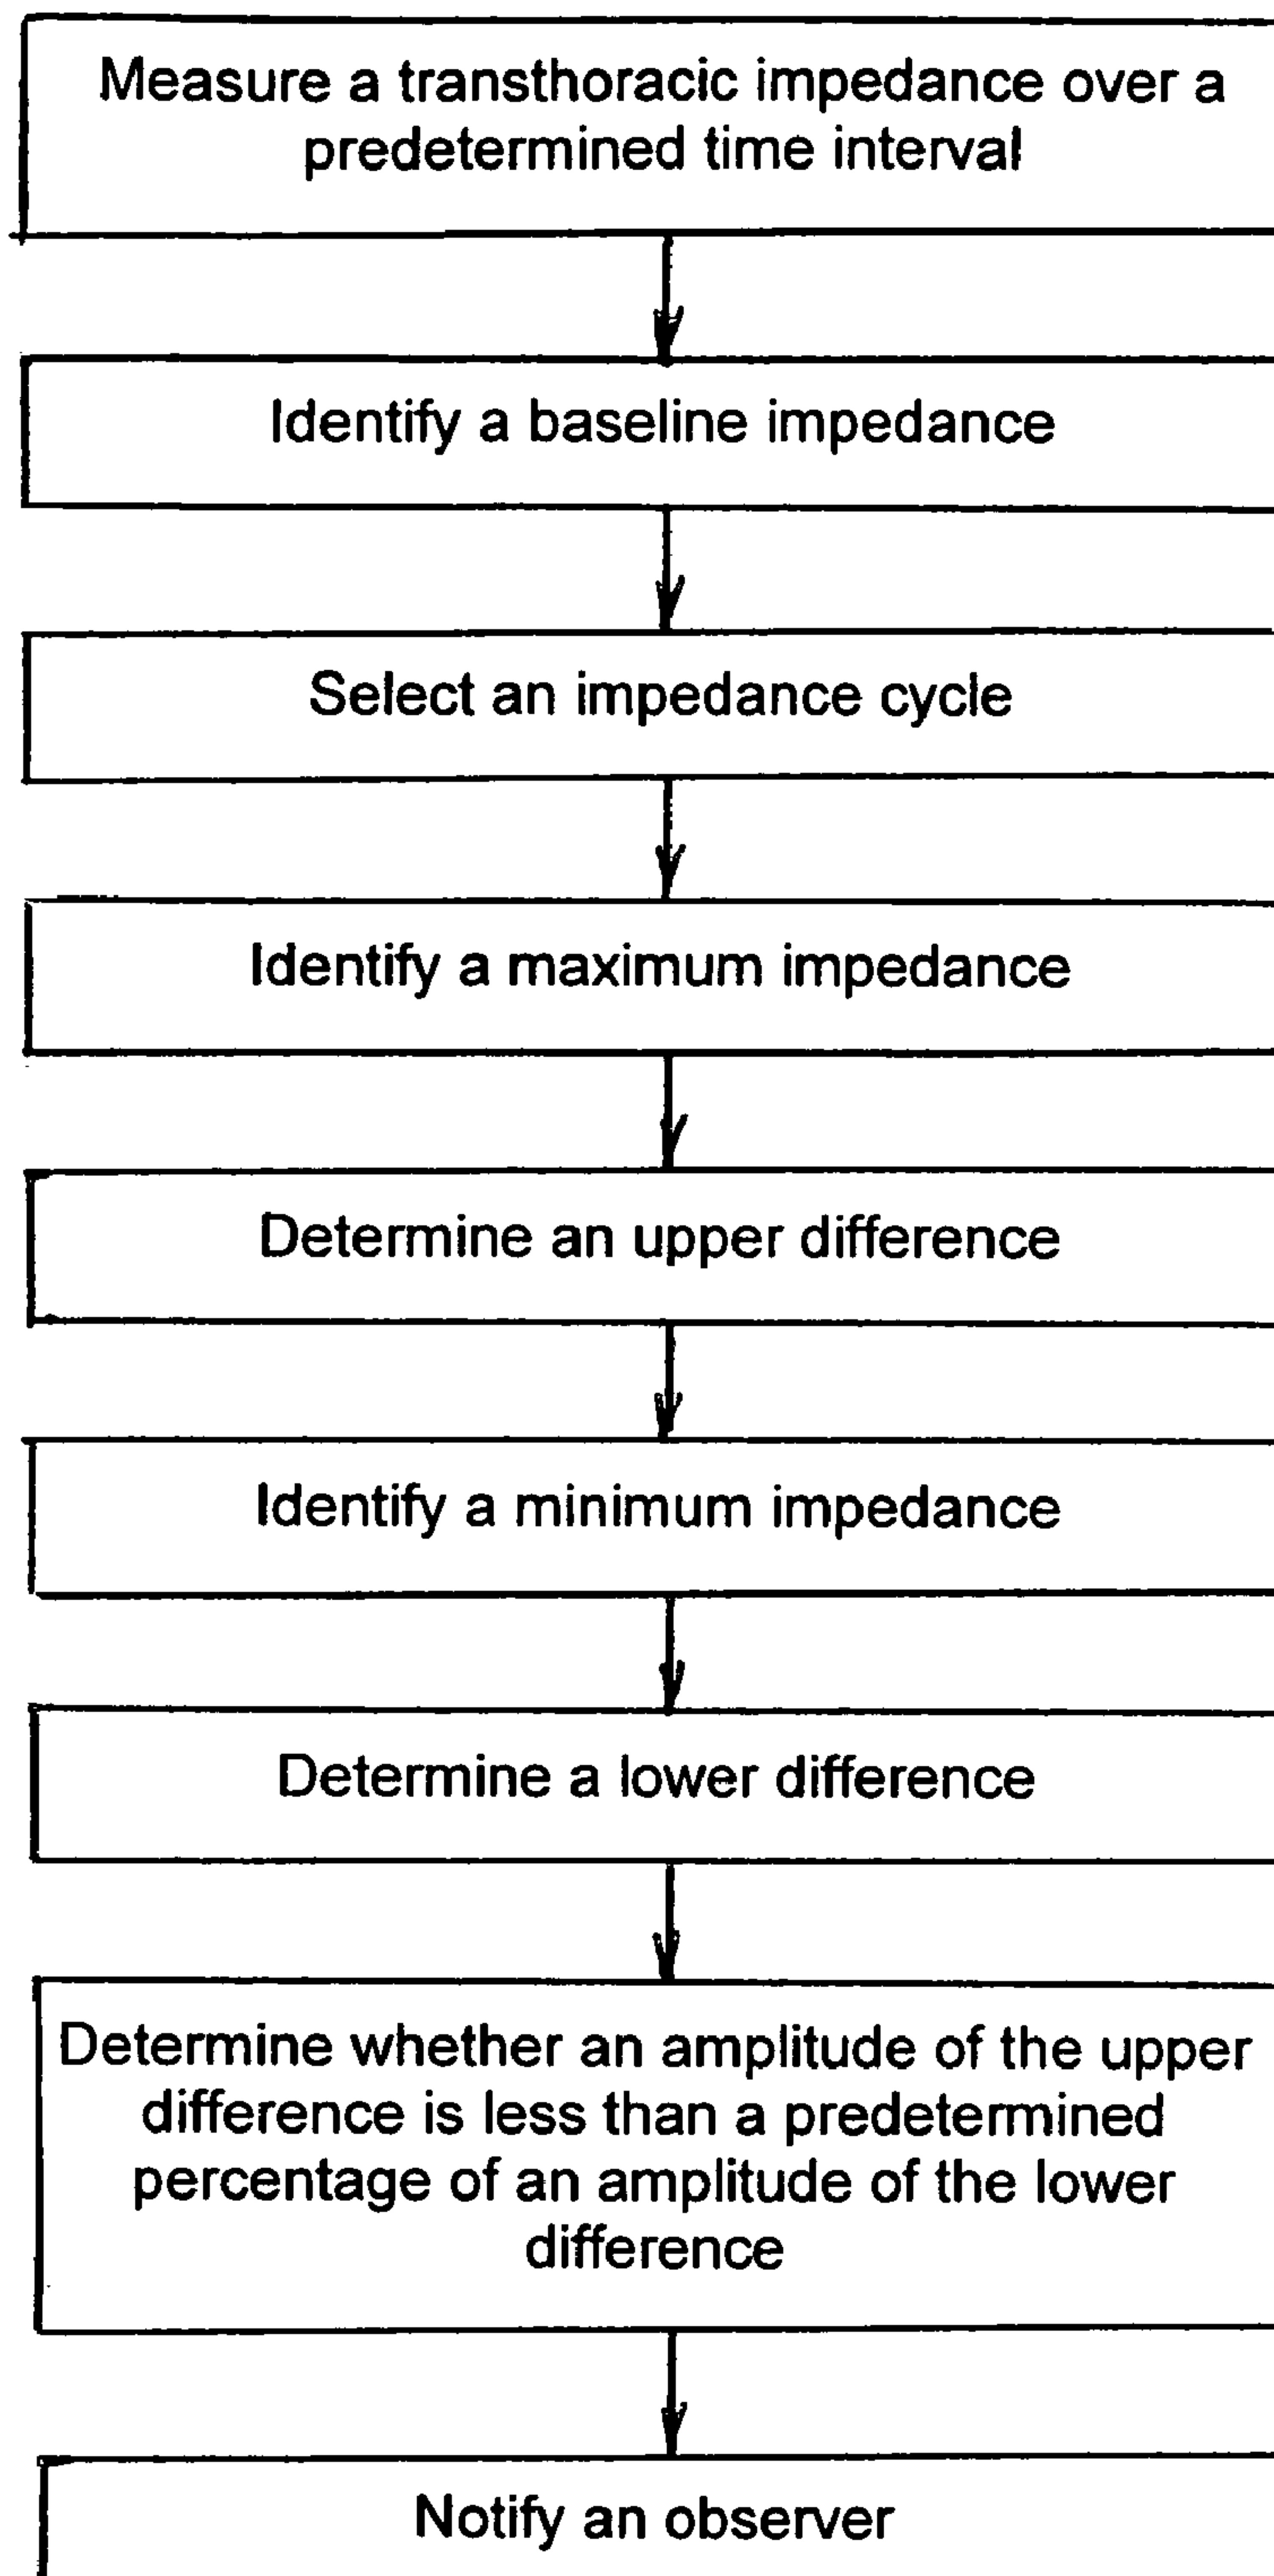 Measure a transthoracic impedance over a
predetermined time interval
Identify a baseline impedance
Select an impedance cycle
Identify a maximum impedance
Determine an upper difference
Identify a minimum impedance
Determine a lower difference
Determine whether an amplitude of the upper
difference is less than a predetermined
percentage of an amplitude of the lower
difference
Notify an observer